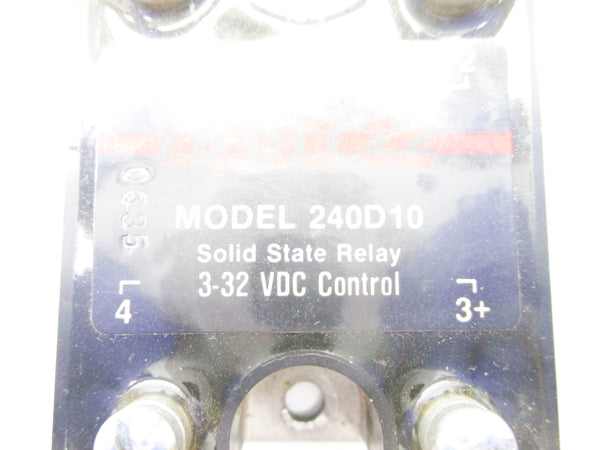 0635
MODEL 240D10
Solid State Relay
3-32 VDC Control
4
3+